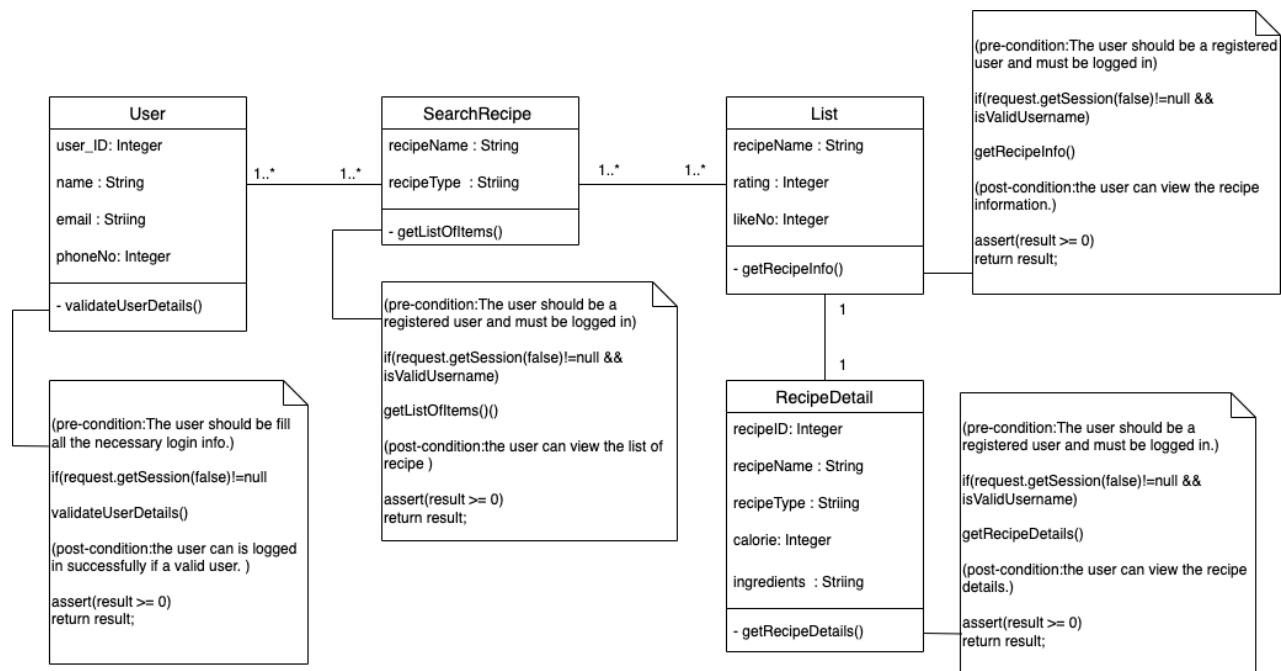 User
user_ID: Integer
name : String
email : Striing
phoneNo: Integer
- validateUserDetails()
1..*
1..*
SearchRecipe
recipeName : String
recipeType : Striing
- getListOfItems()
1..*
1..*
List
recipeName : String
rating : Integer
likeNo: Integer
- getRecipeInfo()
1
1
(pre-condition:The user should be a registered
user and must be logged in)
if(request.getSession(false)!=null &&
isValidUsername)
getRecipeInfo()
(post-condition:the user can view the recipe
information.)
assert(result >= 0)
return result;
(pre-condition:The user should be fill
all the necessary login info.)
if(request.getSession(false)!=null
validateUserDetails()
(post-condition:the user can is logged
in successfully if a valid user. )
assert(result >= 0)
return result;
(pre-condition:The user should be a
registered user and must be logged in)
if(request.getSession(false)!=null &&
isValidUsername)
getListOfItems()()
(post-condition:the user can view the list of
recipe )
assert(result >= 0)
return result;
RecipeDetail
recipeID: Integer
recipeName : String
recipeType : Striing
calorie: Integer
ingredients : Striing
- getRecipeDetails()
(pre-condition:The user should be a
registered user and must be logged in.)
if(request.getSession(false)!=null &&
isValidUsername)
getRecipeDetails()
(post-condition:the user can view the recipe
details.)
assert(result >= 0)
return result;